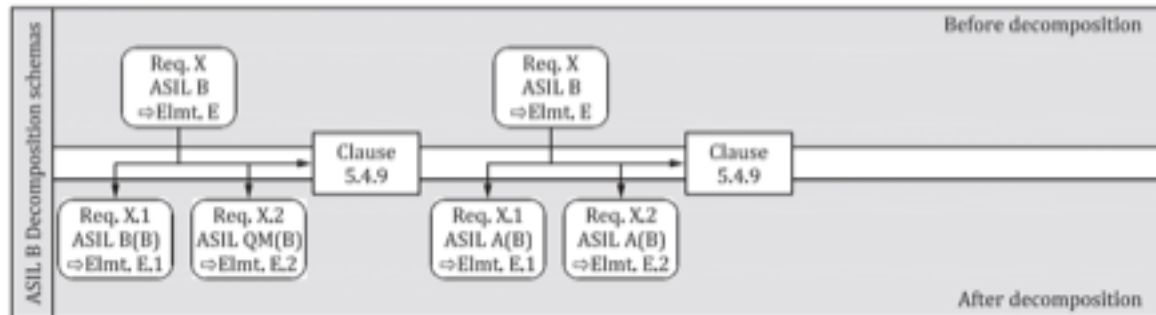 ASIL B Decomposition schemas
Before decomposition
Req. X
ASIL B
⇨Elmt. E
Clause
5.4.9
Req. X.1
ASIL B(B)
⇨Elmt. E.1
Req. X.2
ASIL QM(B)
⇨Elmt. E.2
Req. X
ASIL B
⇨Elmt. E
Clause
5.4.9
Req. X.1
ASIL A(B)
⇨Elmt. E.1
Req. X.2
ASIL A(B)
⇨Elmt. E.2
After decomposition